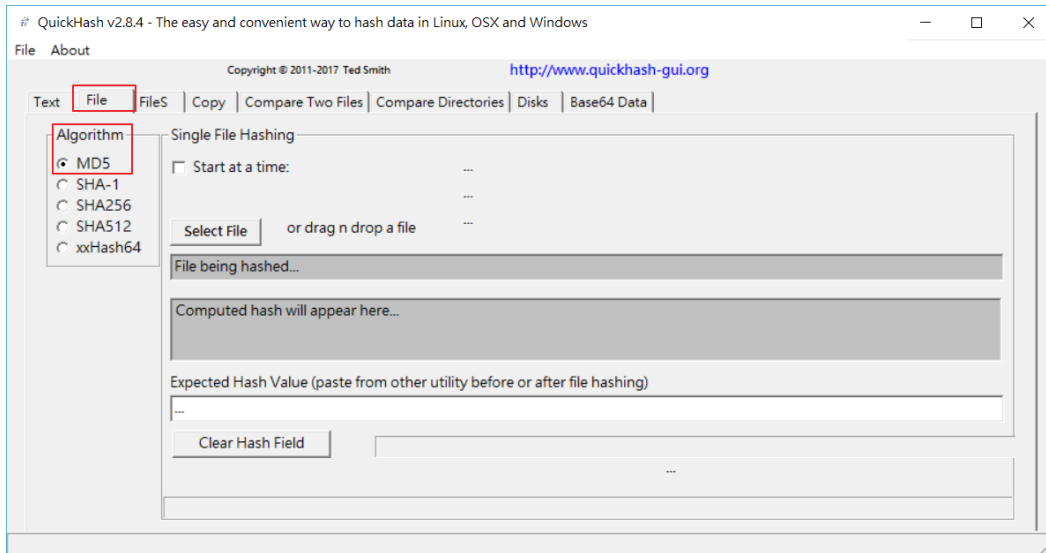 # QuickHash v2.8.4 - The easy and convenient way to hash data in Linux, OSX and Windows
File About
Copyright © 2011-2017 Ted Smith http://www.quickhash-gui.org
Text File FileS Copy Compare Two Files Compare Directories Disks Base64 Data
Algorithm
MD5
SHA-1
SHA256
SHA512
xxHash64
Single File Hashing
Start at a time: ...
...
Select File or drag n drop a file ...
File being hashed...
Computed hash will appear here...
Expected Hash Value (paste from other utility before or after file hashing)
...
Clear Hash Field
...